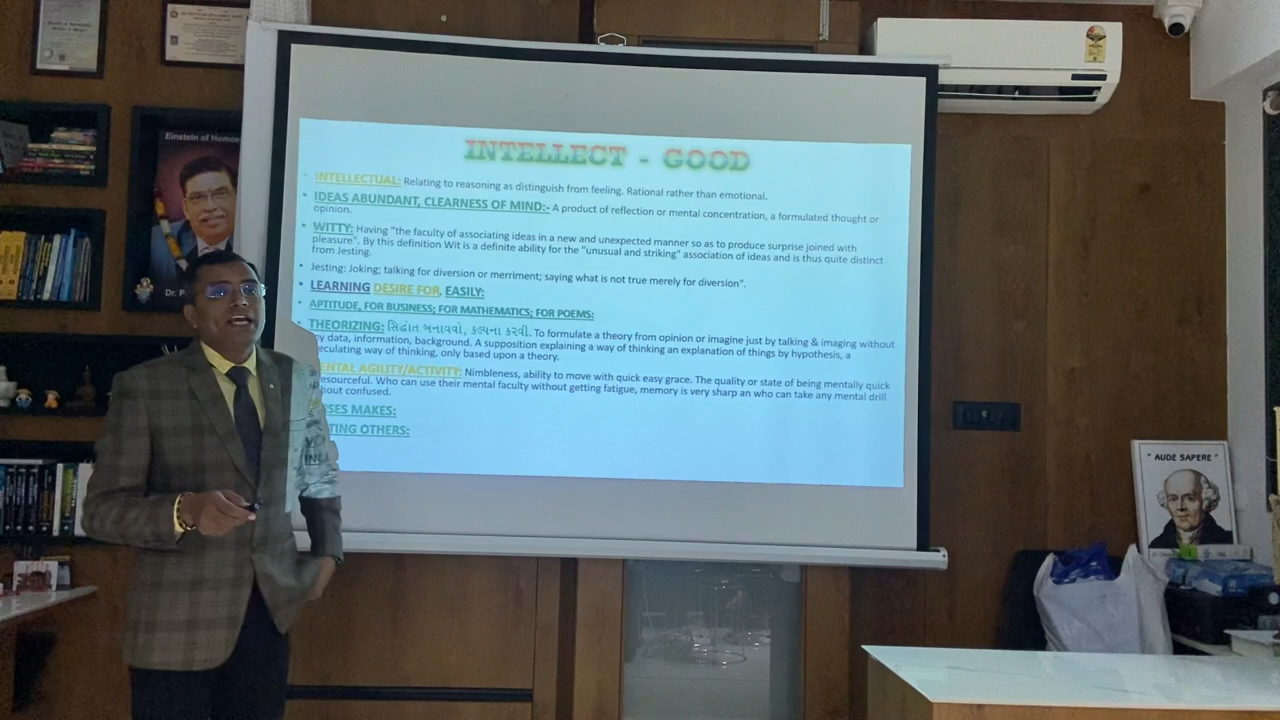 Einstein of Homoe
Dr. P
INTELLECT - GOOD
• INTELLECTUAL: Relating to reasoning as distinguish from feeling. Rational rather than emotional.
• IDEAS ABUNDANT, CLEARNESS OF MIND:- A product of reflection or mental concentration, a formulated thought or
opinion.
• WITTY: Having "the faculty of associating ideas in a new and unexpected manner so as to produce surprise joined with
pleasure". By this definition Wit is a definite ability for the "unusual and striking" association of ideas and is thus quite distinct
from Jesting.
• Jesting: Joking; talking for diversion or merriment; saying what is not true merely for diversion".
• LEARNING DESIRE FOR, EASILY:
• APTITUDE, FOR BUSINESS; FOR MATHEMATICS; FOR POEMS:
• THEORIZING: સિદ્ધાંત બનાવવો, કલ્પના કરવી. To formulate a theory from opinion or imagine just by talking & imaging without
ny data, information, background. A supposition explaining a way of thinking an explanation of things by hypothesis, a
eculating way of thinking, only based upon a theory.
ENTAL AGILITY/ACTIVITY: Nimbleness, ability to move with quick easy grace. The quality or state of being mentally quick
esourceful. Who can use their mental faculty without getting fatigue, memory is very sharp an who can take any mental drill
hout confused.
SES MAKES:
TING OTHERS:
" AUDE SAPERE "